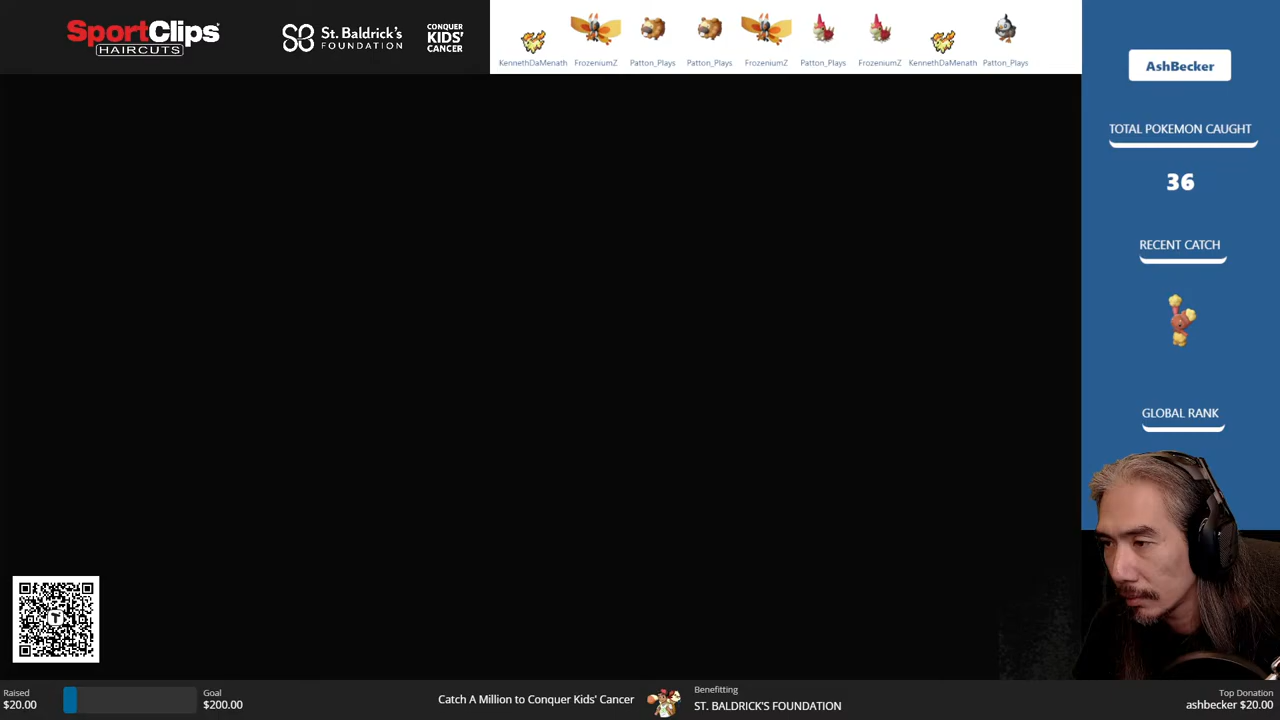 SportClips
HAIRCUTS
St. Baldrick's
FOUNDATION
CONQUER
KIDS'
CANCER
KennethDaMenath
FrozeniumZ
Patton_Plays
Patton_Plays
FrozeniumZ
Patton_Plays
FrozeniumZ
KennethDaMenath
Patton_Plays
AshBecker
TOTAL POKEMON CAUGHT
36
RECENT CATCH
GLOBAL RANK
Raised
$20.00
Goal
$200.00
Catch A Million to Conquer Kids' Cancer
Benefitting
ST. BALDRICK'S FOUNDATION
Top Donation
ashbecker $20.00